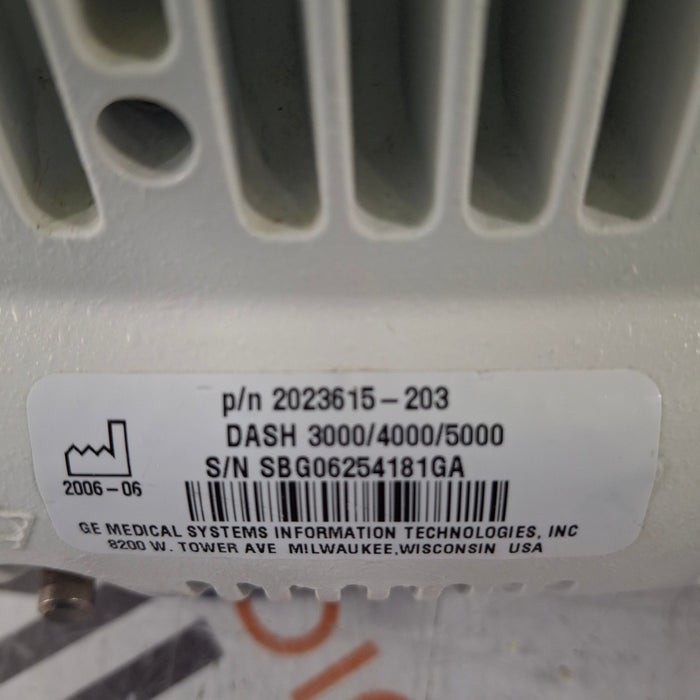 p/n 2023615-203
DASH 3000/4000/5000
S/N SBG06254181GA
2006-06
GE MEDICAL SYSTEMS INFORMATION TECHNOLOGIES, INC
8200 W. TOWER AVE MILWAUKEE, WISCONSIN USA